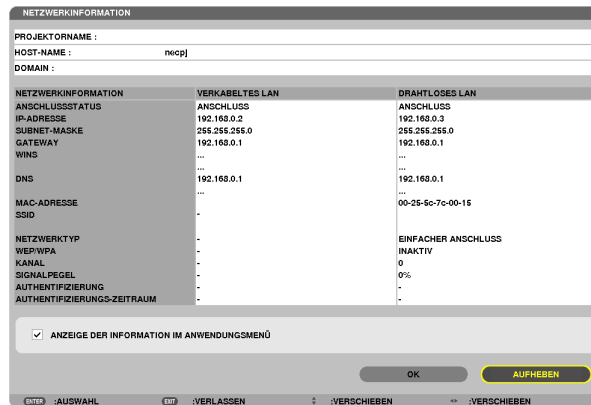 NETZWERKINFORMATION
PROJEKTORNAME :
HOST-NAME : necpj
DOMAIN :
NETZWERKINFORMATION VERKABELTES LAN DRAHTLOSES LAN
ANSCHLUSSSTATUS ANSCHLUSS ANSCHLUSS
IP-ADRESSE 192.168.0.2 192.168.0.3
SUBNET-MASKE 255.255.255.0 255.255.255.0
GATEWAY 192.168.0.1 192.168.0.1
WINS ... ...
... ...
DNS 192.168.0.1 192.168.0.1
... ...
MAC-ADRESSE 00-25-5c-7c-00-15
SSID -
NETZWERKTYP - EINFACHER ANSCHLUSS
WEP/WPA - INAKTIV
KANAL - 0
SIGNALPEGEL - 0%
AUTHENTIFIZIERUNG - -
AUTHENTIFIZIERUNGS-ZEITRAUM - -
ANZEIGE DER INFORMATION IM ANWENDUNGSMENÜ
OK AUFHEBEN
ENTER :AUSWAHL EXIT :VERLASSEN :VERSCHIEBEN :VERSCHIEBEN